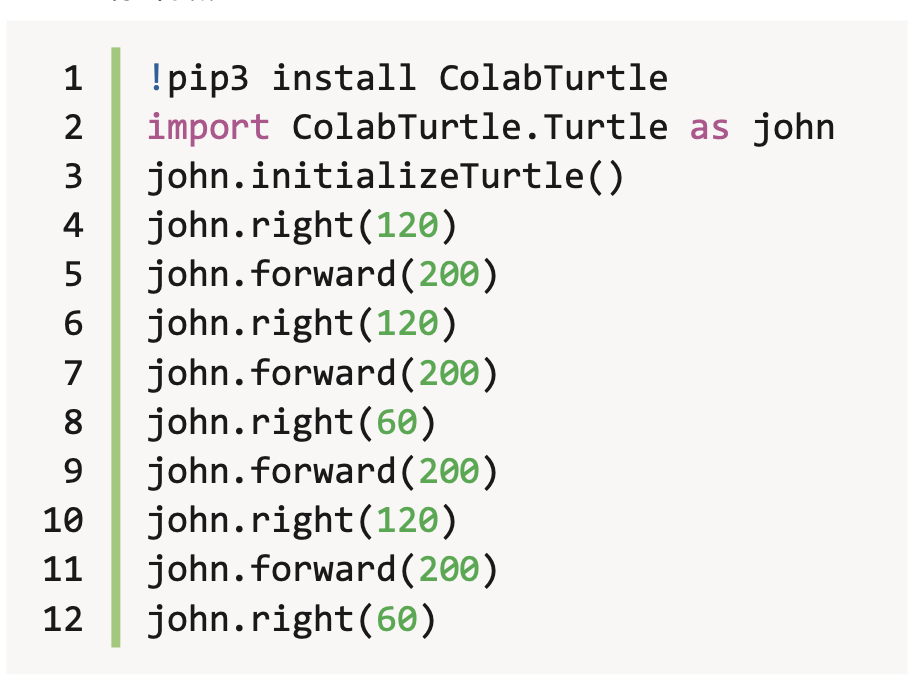 1 !pip3 install ColabTurtle
2 import ColabTurtle.Turtle as john
3 john.initializeTurtle()
4 john.right(120)
5 john.forward(200)
6 john.right(120)
7 john.forward(200)
8 john.right(60)
9 john.forward(200)
10 john.right(120)
11 john.forward(200)
12 john.right(60)